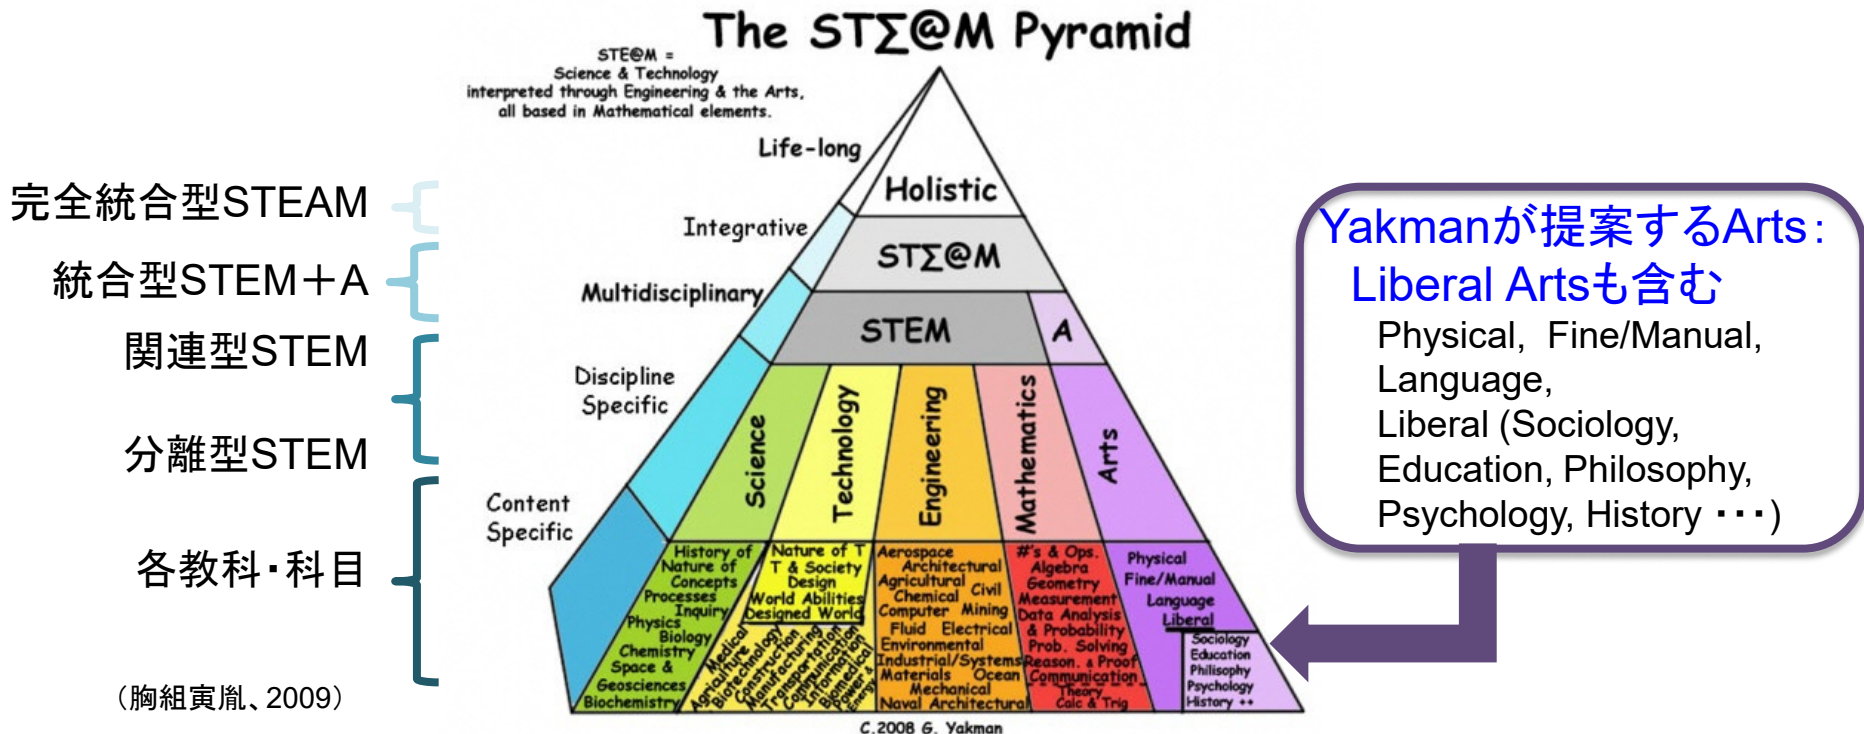 The STΣ@M Pyramid
STE@M =
Science & Technology
interpreted through Engineering & the Arts,
all based in Mathematical elements.
Life-long
Integrative
Multidisciplinary
Discipline
Specific
Content
Specific
完全統合型STEAM
統合型STEM＋A
関連型STEM
分離型STEM
各教科・科目
（胸組寅胤、2009）
Holistic
STΣ@M
STEM
A
Science
Technology
Engineering
Mathematics
Arts
History of
Nature of
Concepts
Processes
Inquiry
Physics
Biology
Chemistry
Space &
Geosciences
Biochemistry
Nature of T
T & Society
Design
World Abilities
Designed World
Medical
Agriculture
Biotechnology
Construction
Manufacturing
Transportation
Communication
Information
Biomedical
Power &
Energy
Aerospace
Architectural
Agricultural
Chemical Civil
Computer Mining
Fluid Electrical
Environmental
Industrial/Systems
Materials Ocean
Mechanical
Naval Architectural
#'s & Ops.
Algebra
Geometry
Measurement
Data Analysis
& Probability
Prob. Solving
Reason. & Proof
Communication
Theory
Calc & Trig
Physical
Fine/Manual
Language
Liberal
Sociology
Education
Philisophy
Psychology
History ++
C.2008 G. Yakman
Yakmanが提案するArts：
Liberal Artsも含む
Physical, Fine/Manual,
Language,
Liberal (Sociology,
Education, Philosophy,
Psychology, History ・・・)